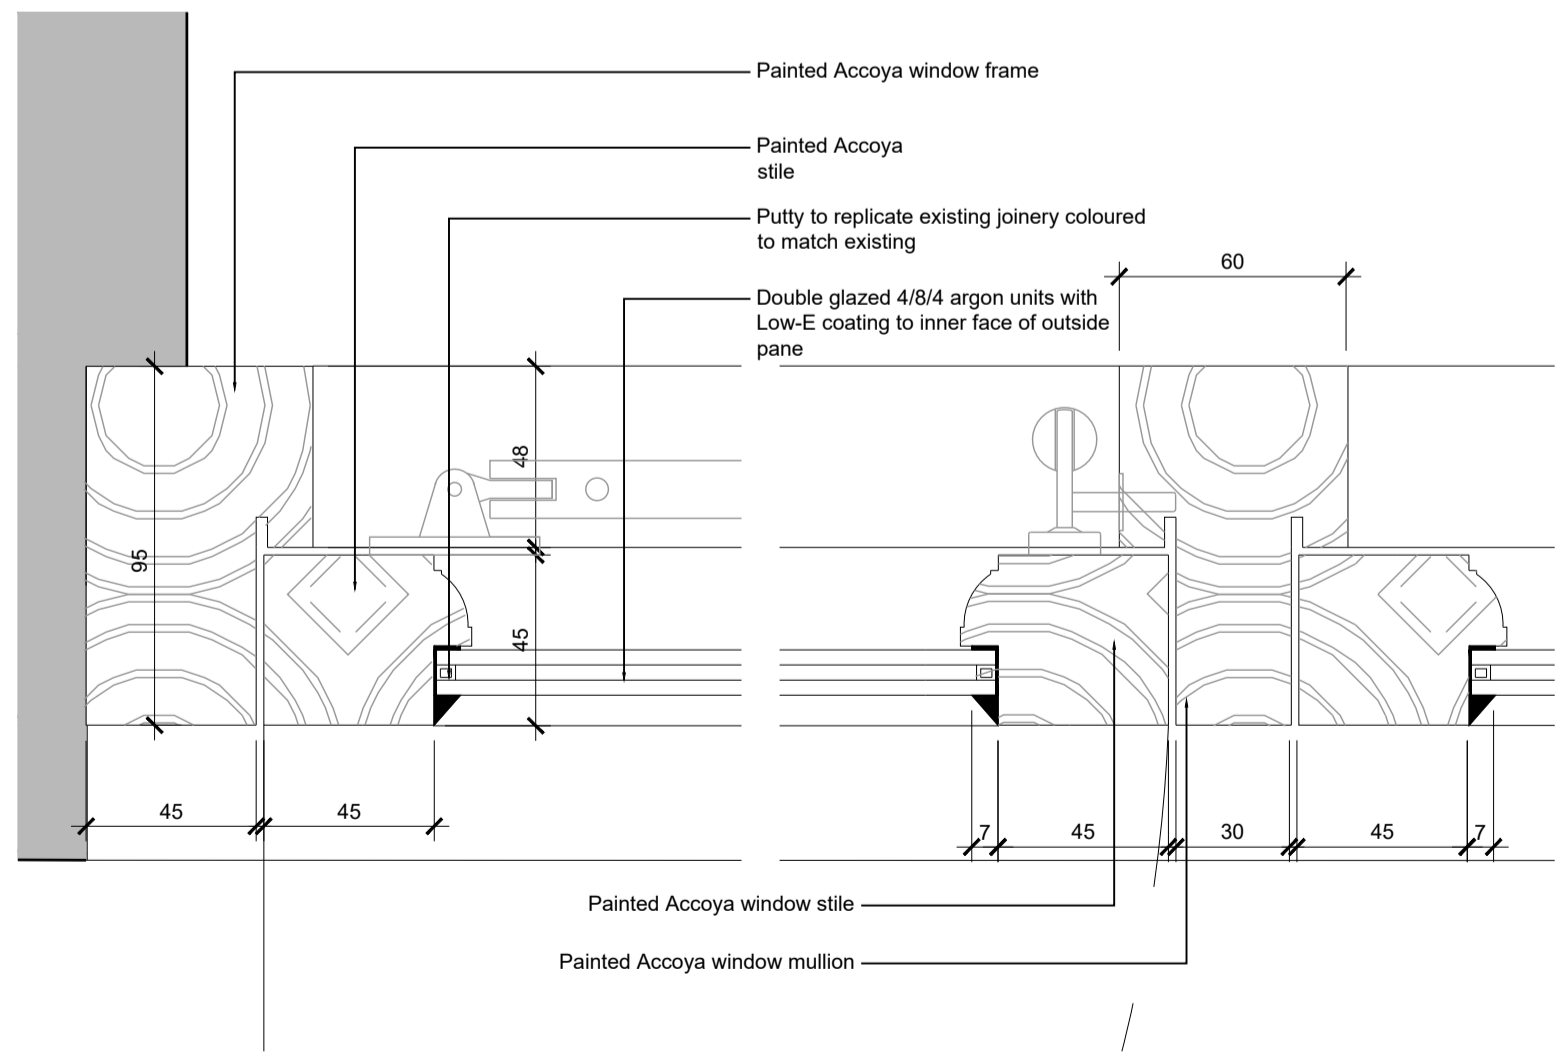 Painted Accoya window frame
Painted Accoya
stile
Putty to replicate existing joinery coloured
to match existing
60
Double glazed 4/8/4 argon units with
Low-E coating to inner face of outside
pane
48
95
45
45
45
7
45
30
45
7
Painted Accoya window stile
Painted Accoya window mullion